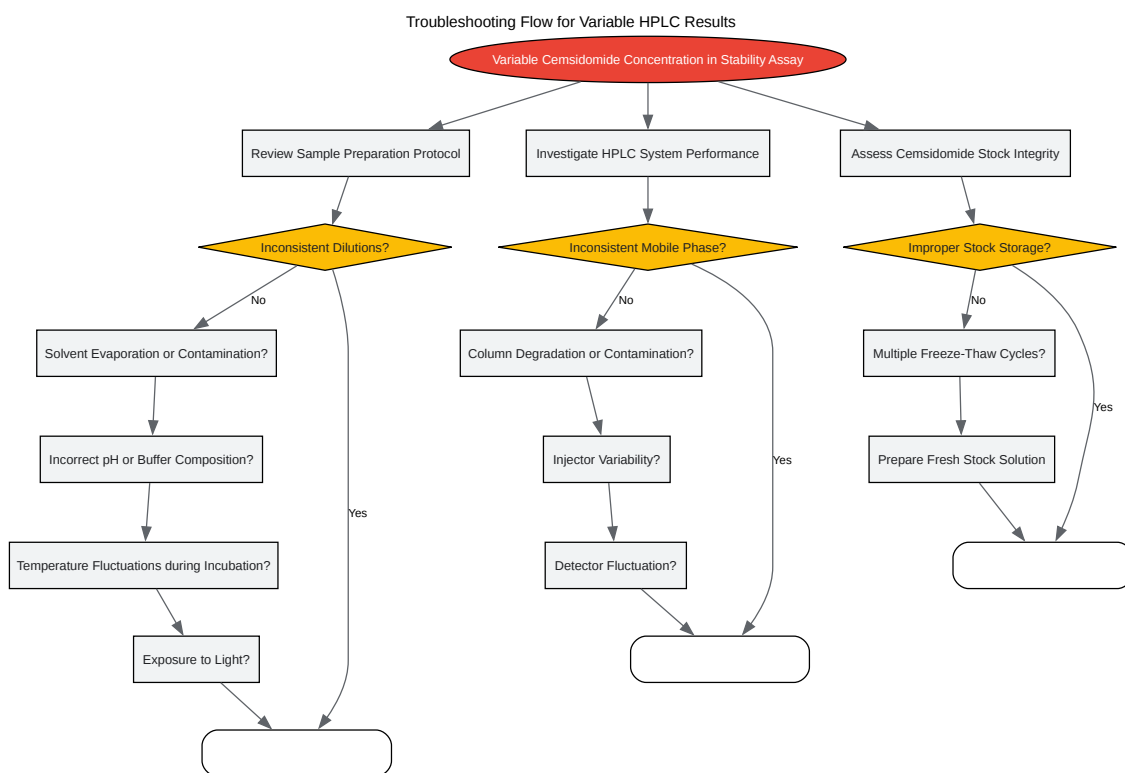 Troubleshooting Flow for Variable HPLC Results
Variable Cemsidomide Concentration in Stability Assay
Review Sample Preparation Protocol
Investigate HPLC System Performance
Assess Cemsidomide Stock Integrity
Inconsistent Dilutions?
Inconsistent Mobile Phase?
Improper Stock Storage?
No
No
No
Solvent Evaporation or Contamination?
Column Degradation or Contamination?
Multiple Freeze-Thaw Cycles?
Yes
Incorrect pH or Buffer Composition?
Injector Variability?
Yes
Prepare Fresh Stock Solution
Yes
Temperature Fluctuations during Incubation?
Detector Fluctuation?
Exposure to Light?